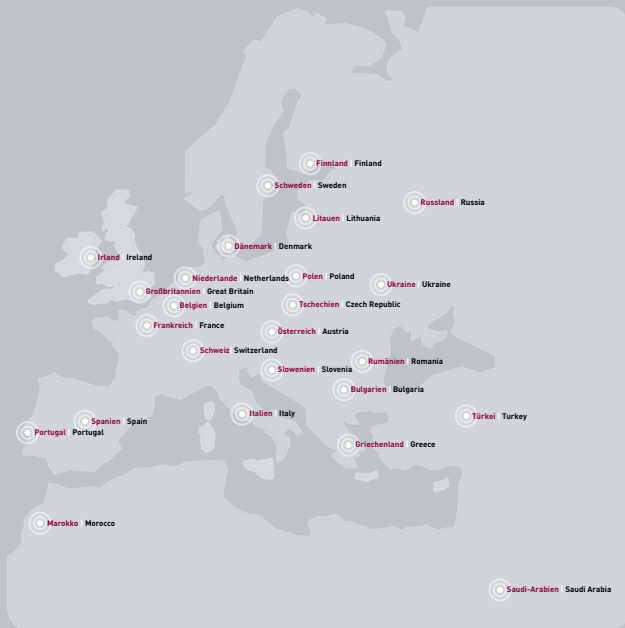 Finnland | Finland
Schweden | Sweden
Russland | Russia
Litauen | Lithuania
Dänemark | Denmark
Irland | Ireland
Niederlande | Netherlands
Polen | Poland
Ukraine | Ukraine
Großbritannien | Great Britain
Belgien | Belgium
Tschechien | Czech Republic
Frankreich | France
Österreich | Austria
Schweiz | Switzerland
Rumänien | Romania
Slowenien | Slovenia
Bulgarien | Bulgaria
Italien | Italy
Türkei | Turkey
Spanien | Spain
Portugal | Portugal
Griechenland | Greece
Marokko | Morocco
Saudi-Arabien | Saudi Arabia